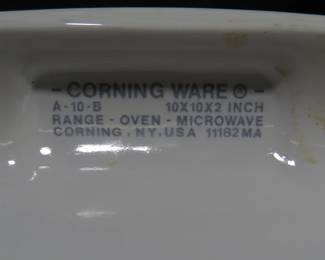 - CORNING WARE ® -
A-10-B 10X10X2 INCH
RANGE - OVEN - MICROWAVE
CORNING, NY. USA 11182MA